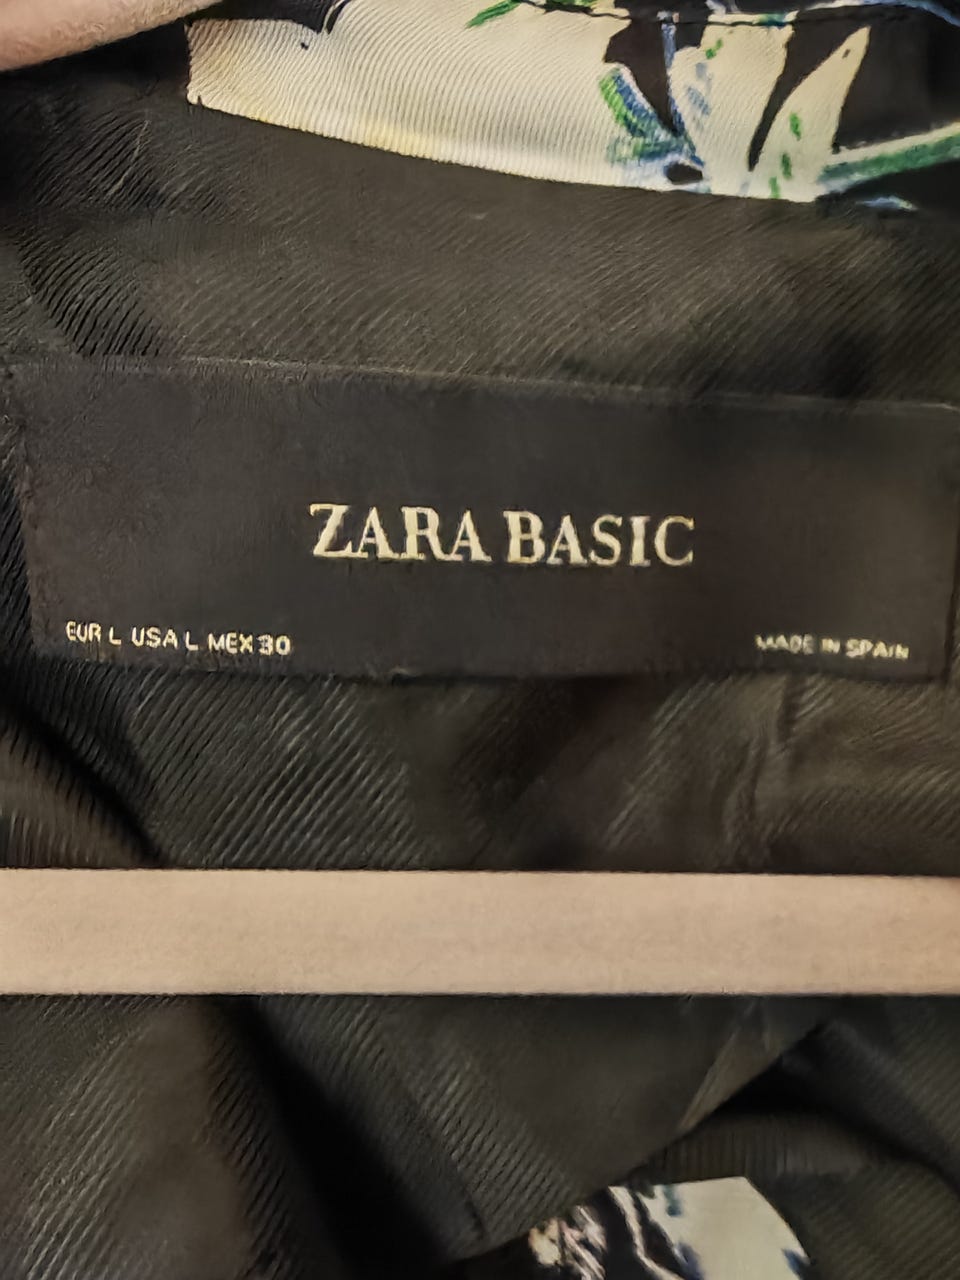 ZARA BASIC
EUR L USA L MEX 30
MADE IN SPAIN